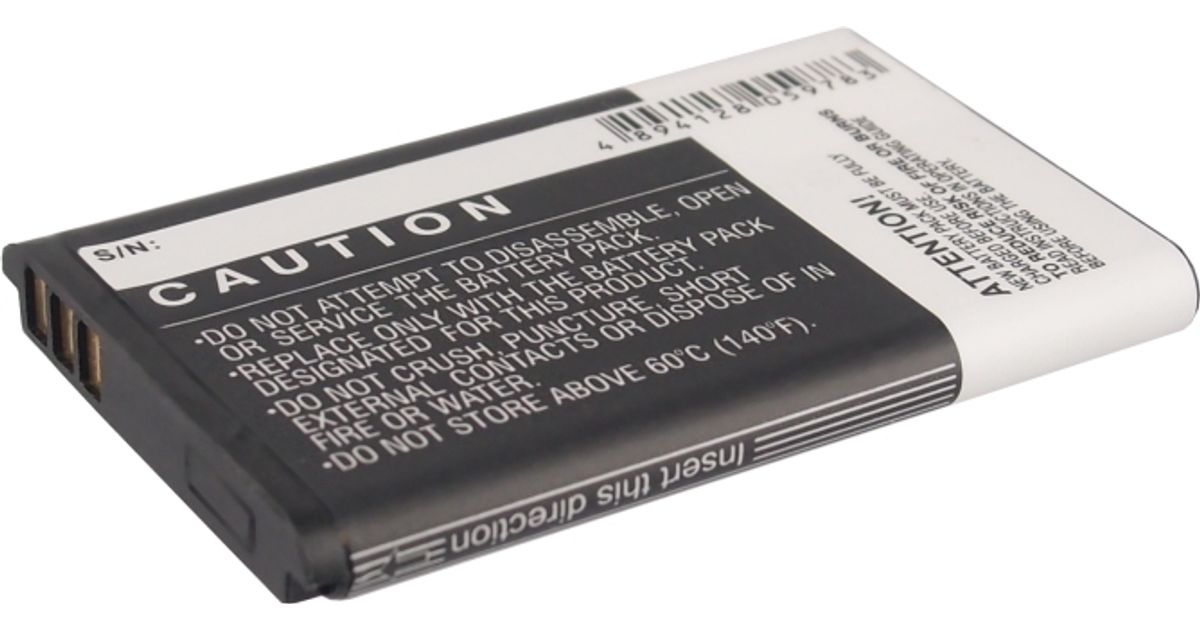 4 894128 059783
S/N:
CAUTION
•DO NOT ATTEMPT TO DISASSEMBLE, OPEN
OR SERVICE THE BATTERY PACK.
•REPLACE ONLY WITH THE BATTERY PACK
DESIGNATED FOR THIS PRODUCT.
•DO NOT CRUSH, PUNCTURE, SHORT
EXTERNAL CONTACTS OR DISPOSE OF IN
FIRE OR WATER.
•DO NOT STORE ABOVE 60°C (140°F).
ATTENTION!
NEW BATTERY PACK MUST BE FULLY
CHARGED BEFORE USE.
TO REDUCE RISK OF FIRE OR BURNS
READ INSTRUCTIONS IN OPERATING GUIDE
BEFORE USING THE BATTERY.
Insert this direction